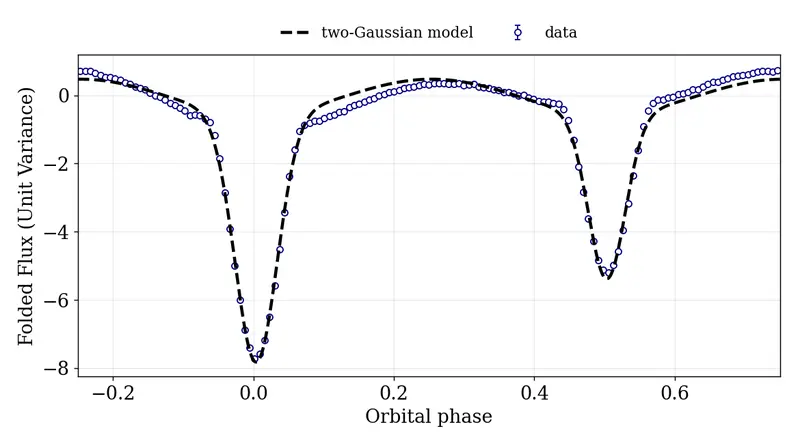 two-Gaussian model data
Folded Flux (Unit Variance)
0
−2
−4
−6
−8
−0.2 0.0 0.2 0.4 0.6
Orbital phase